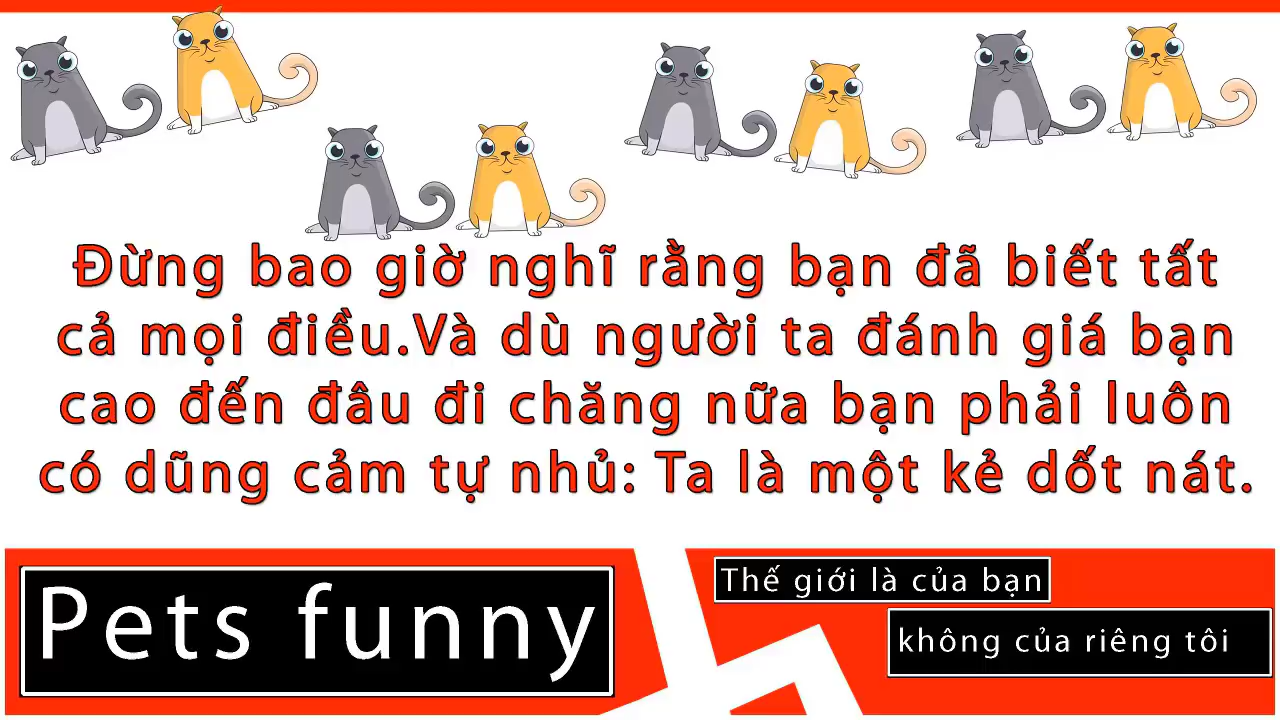 Đừng bao giờ nghĩ rằng bạn đã biết tất
cả mọi điều.Và dù người ta đánh giá bạn
cao đến đâu đi chăng nữa bạn phải luôn
có dũng cảm tự nhủ: Ta là một kẻ dốt nát.
Pets funny
Thế giới là của bạn
không của riêng tôi